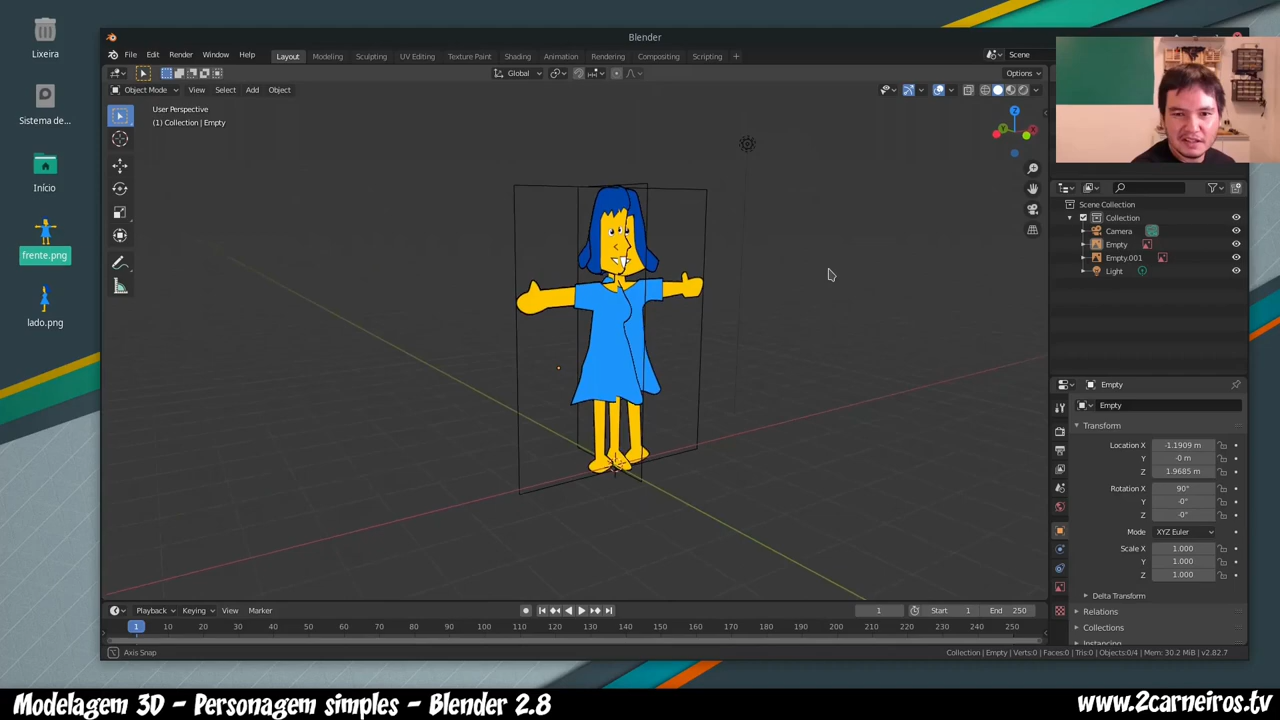 Lixeira
Sistema de...
Início
frente.png
lado.png
Blender
File Edit Render Window Help
Layout Modeling Sculpting UV Editing Texture Paint Shading Animation Rendering Compositing Scripting +
Scene
Global
Options
Object Mode View Select Add Object
User Perspective
(1) Collection | Empty
Z
Y
X
Scene Collection
Collection
Camera
Empty
Empty.001
Light
Empty
Empty
Transform
Location X -1.1909 m
Y -0 m
Z 1.9685 m
Rotation X 90°
Y -0°
Z -0°
Mode XYZ Euler
Scale X 1.000
Y 1.000
Z 1.000
Delta Transform
Relations
Collections
Instancing
Playback Keying View Marker
1 Start 1 End 250
1 10 20 30 40 50 60 70 80 90 100 110 120 130 140 150 160 170 180 190 200 210 220 230 240 250
Axis Snap
Collection | Empty | Verts:0 | Faces:0 | Tris:0 | Objects:0/4 | Mem: 30.2 MiB | v2.82.7
Modelagem 3D - Personagem simples - Blender 2.8
www.2carneiros.tv